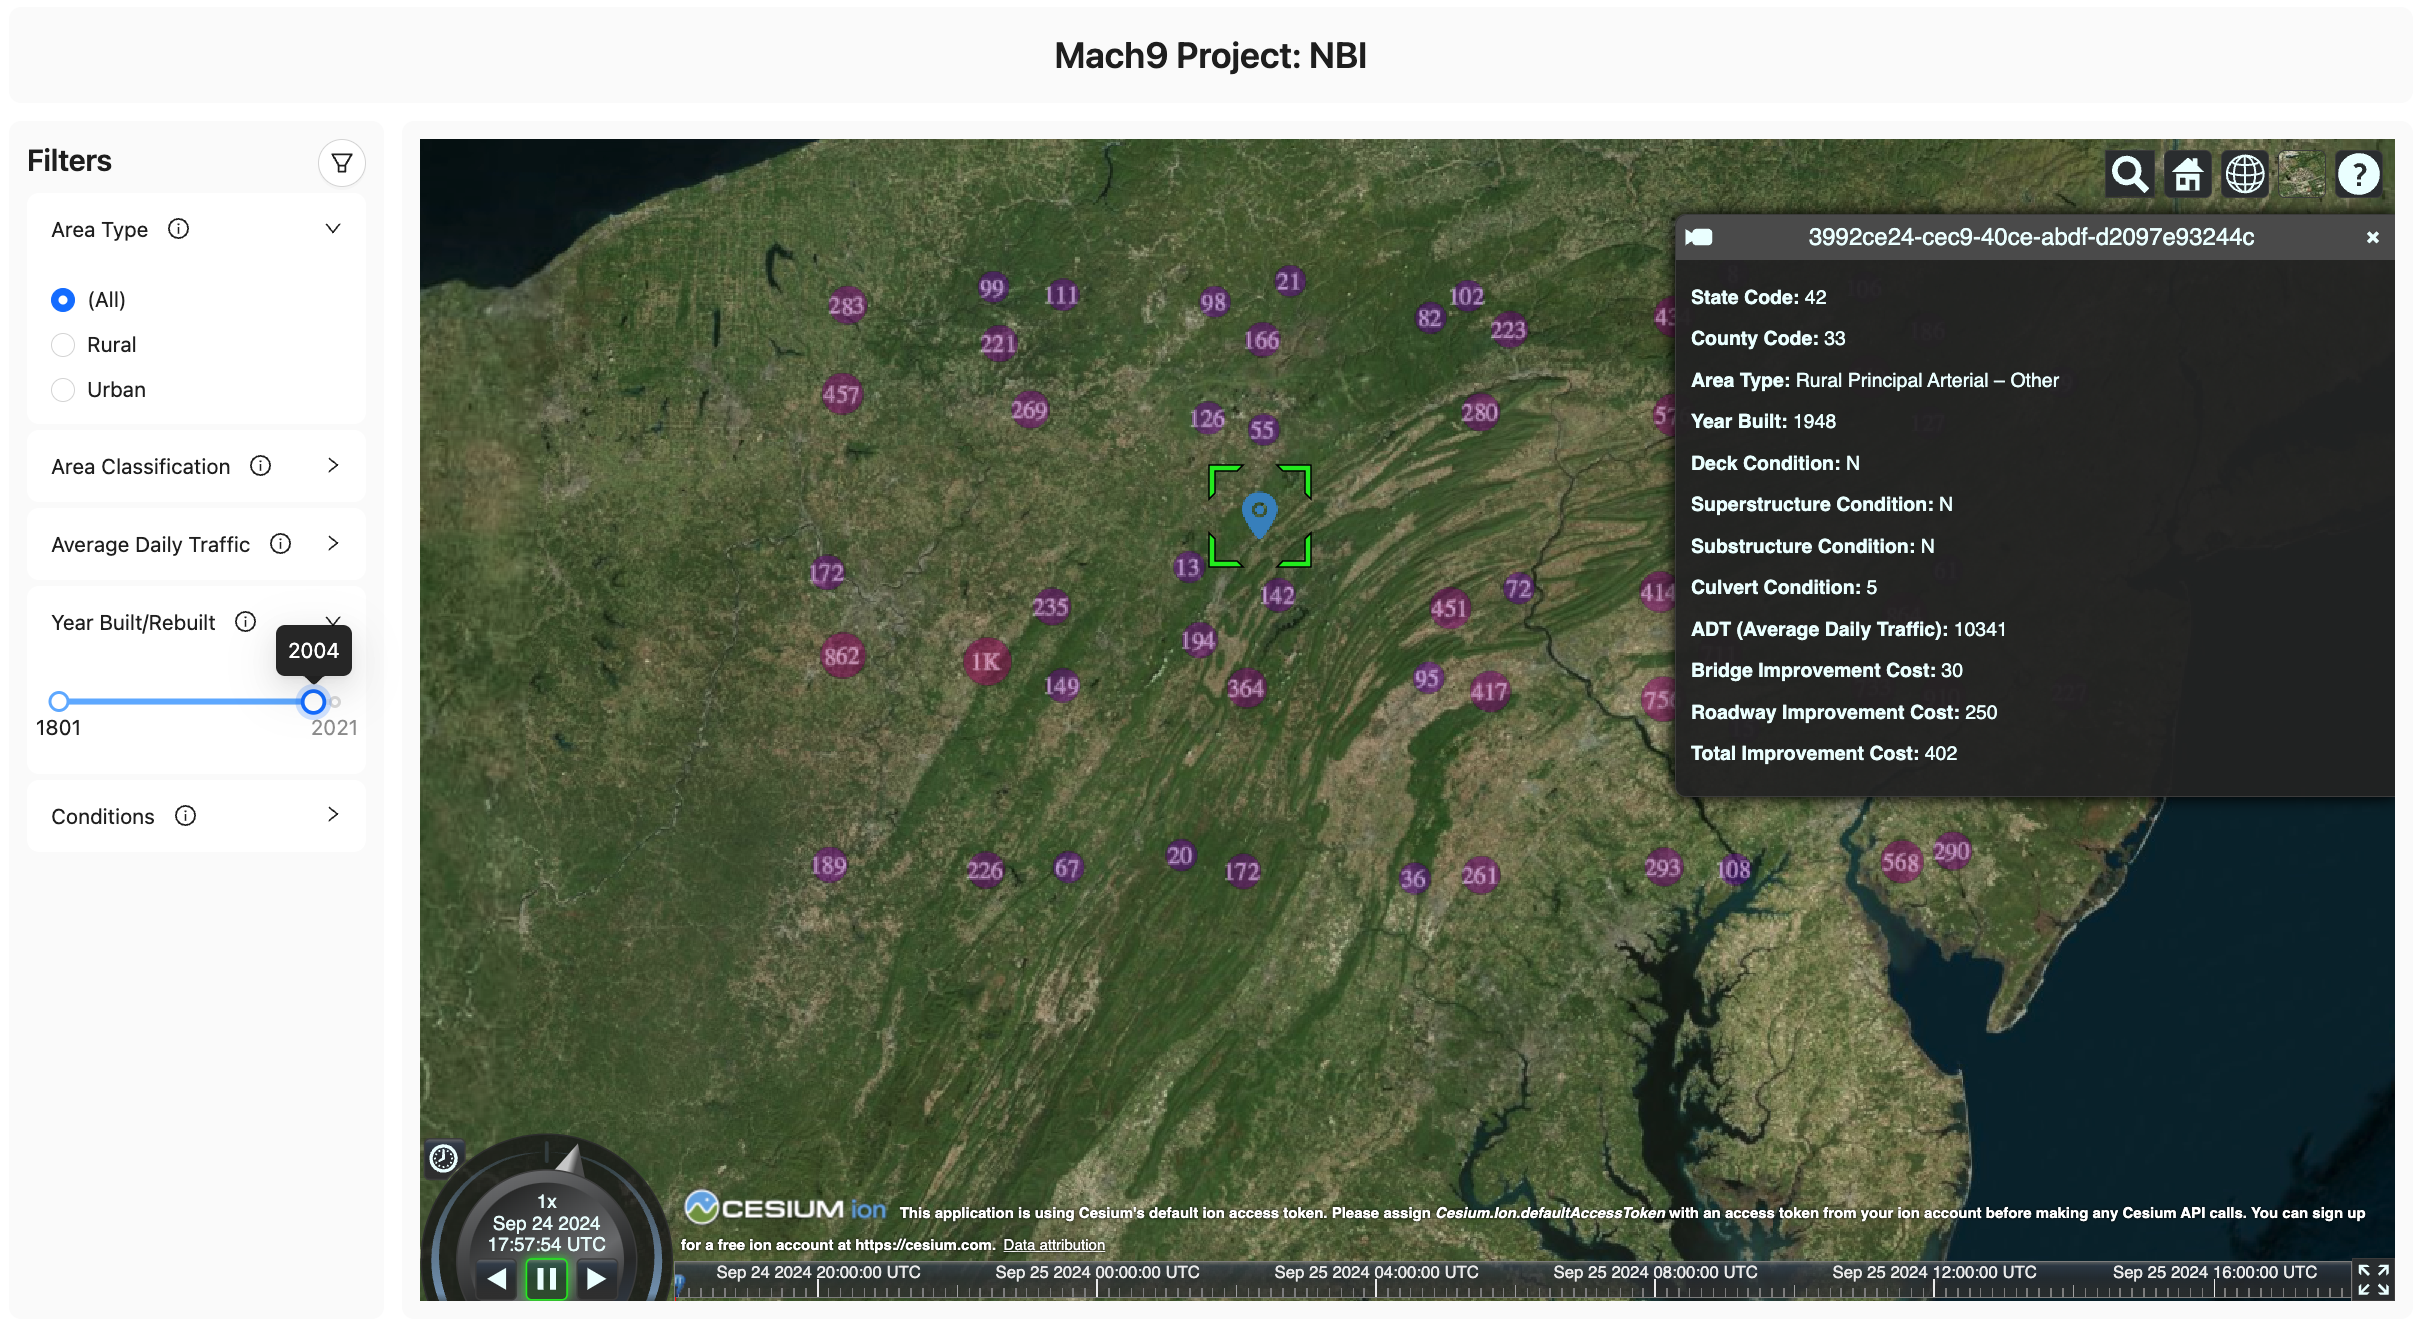 Mach9 Project: NBI
Filters
Area Type
(All)
Rural
Urban
Area Classification
Average Daily Traffic
Year Built/Rebuilt
2004
1801
2021
Conditions
3992ce24-cec9-40ce-abdf-d2097e93244c
State Code: 42
County Code: 33
Area Type: Rural Principal Arterial – Other
Year Built: 1948
Deck Condition: N
Superstructure Condition: N
Substructure Condition: N
Culvert Condition: 5
ADT (Average Daily Traffic): 10341
Bridge Improvement Cost: 30
Roadway Improvement Cost: 250
Total Improvement Cost: 402
?
283
99
111
98
21
82
102
223
221
166
457
269
126
55
280
172
13
142
235
451
72
414
194
862
1K
149
364
95
417
189
226
67
20
172
36
261
293
108
568
290
1x
Sep 24 2024
17:57:54 UTC
CESIUM ion This application is using Cesium's default ion access token. Please assign Cesium.Ion.defaultAccessToken with an access token from your ion account before making any Cesium API calls. You can sign up
for a free ion account at https://cesium.com. Data attribution
Sep 24 2024 20:00:00 UTC
Sep 25 2024 00:00:00 UTC
Sep 25 2024 04:00:00 UTC
Sep 25 2024 08:00:00 UTC
Sep 25 2024 12:00:00 UTC
Sep 25 2024 16:00:00 UTC